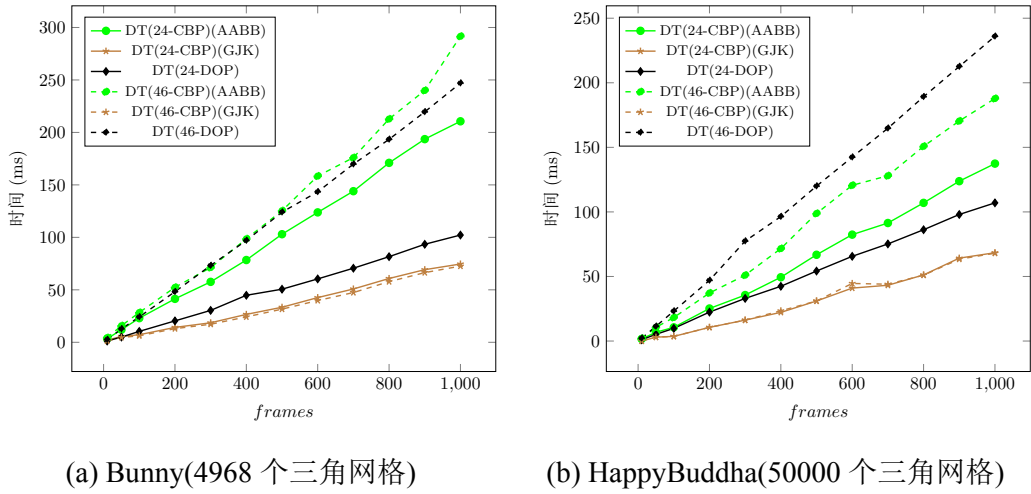 300
250
200
150
100
50
0
时间 (ms)
DT(24-CBP)(AABB)
DT(24-CBP)(GJK)
DT(24-DOP)
DT(46-CBP)(AABB)
DT(46-CBP)(GJK)
DT(46-DOP)
0 200 400 600 800 1,000
frames
(a) Bunny(4968 个三角网格)
250
200
150
100
50
0
时间 (ms)
DT(24-CBP)(AABB)
DT(24-CBP)(GJK)
DT(24-DOP)
DT(46-CBP)(AABB)
DT(46-CBP)(GJK)
DT(46-DOP)
0 200 400 600 800 1,000
frames
(b) HappyBuddha(50000 个三角网格)